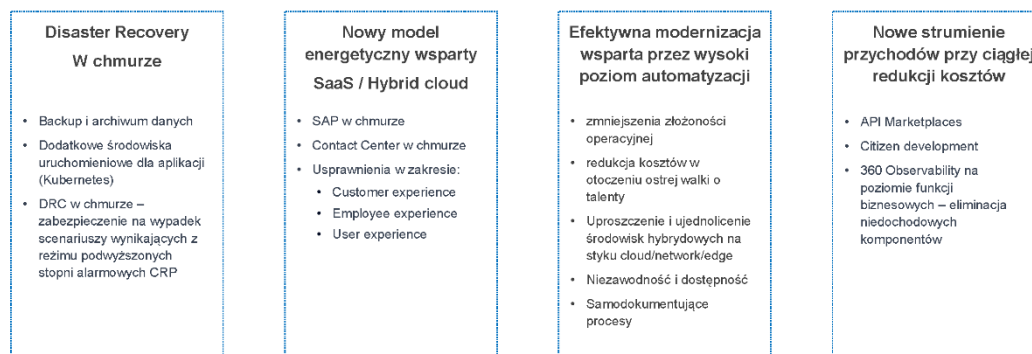 Disaster Recovery
W chmurze
• Backup i archiwum danych
• Dodatkowe środowiska
uruchomieniowe dla aplikacji
(Kubernetes)
• DRC w chmurze –
zabezpieczenie na wypadek
scenariuszy wynikających z
reżimu podwyższonych
stopni alarmowych CRP
Nowy model
energetyczny wsparty
SaaS / Hybrid cloud
• SAP w chmurze
• Contact Center w chmurze
• Usprawnienia w zakresie:
• Customer experience
• Employee experience
• User experience
Efektywna modernizacja
wsparta przez wysoki
poziom automatyzacji
• zmniejszenia złożoności
operacyjnej
• redukcja kosztów w
otoczeniu ostrej walki o
talenty
• Uproszczenie i ujednolicenie
środowisk hybrydowych na
styku cloud/network/edge
• Niezawodność i dostępność
• Samodokumentujące
procesy
Nowe strumienie
przychodów przy ciągłej
redukcji kosztów
• API Marketplaces
• Citizen development
• 360 Observability na
poziomie funkcji
biznesowych – eliminacja
niedochodowych
komponentów